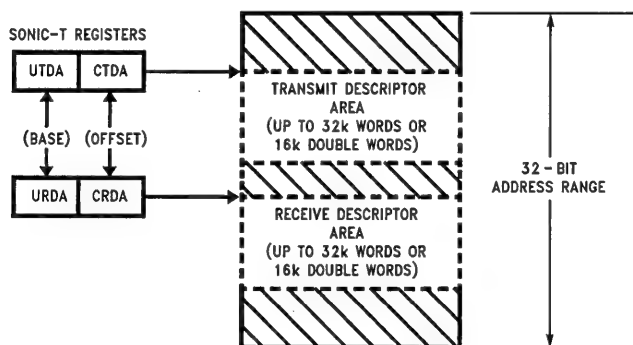 SONIC-T REGISTERS
UTDA CTDA
(BASE) (OFFSET)
URDA CRDA
TRANSMIT DESCRIPTOR
AREA
(UP TO 32k WORDS OR
16k DOUBLE WORDS)
RECEIVE DESCRIPTOR
AREA
(UP TO 32k WORDS OR
16k DOUBLE WORDS)
32-BIT
ADDRESS RANGE